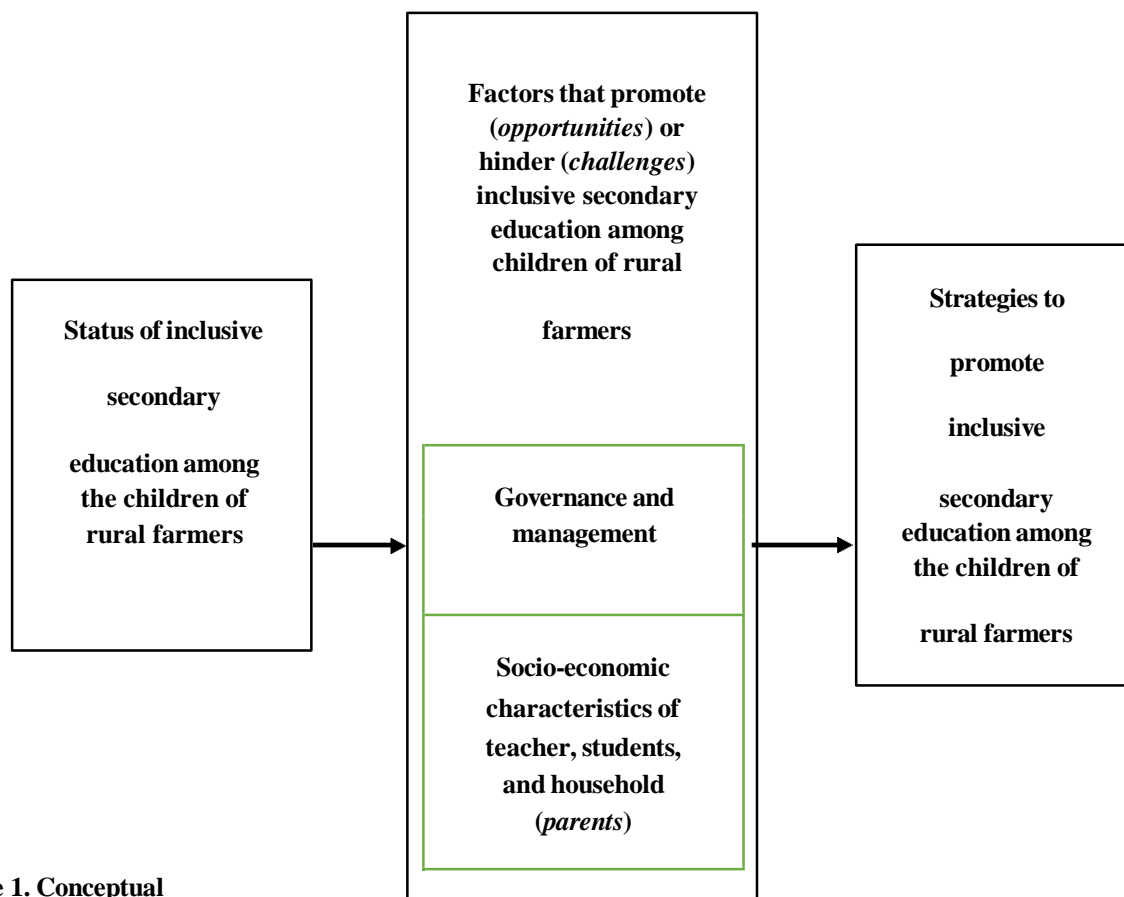 Status of inclusive
secondary
education among
the children of
rural farmers
Factors that promote
(opportunities) or
hinder (challenges)
inclusive secondary
education among
children of rural
farmers
Governance and
management
Socio-economic
characteristics of
teacher, students,
and household
(parents)
Strategies to
promote
inclusive
secondary
education among
the children of
rural farmers
1. Conceptual